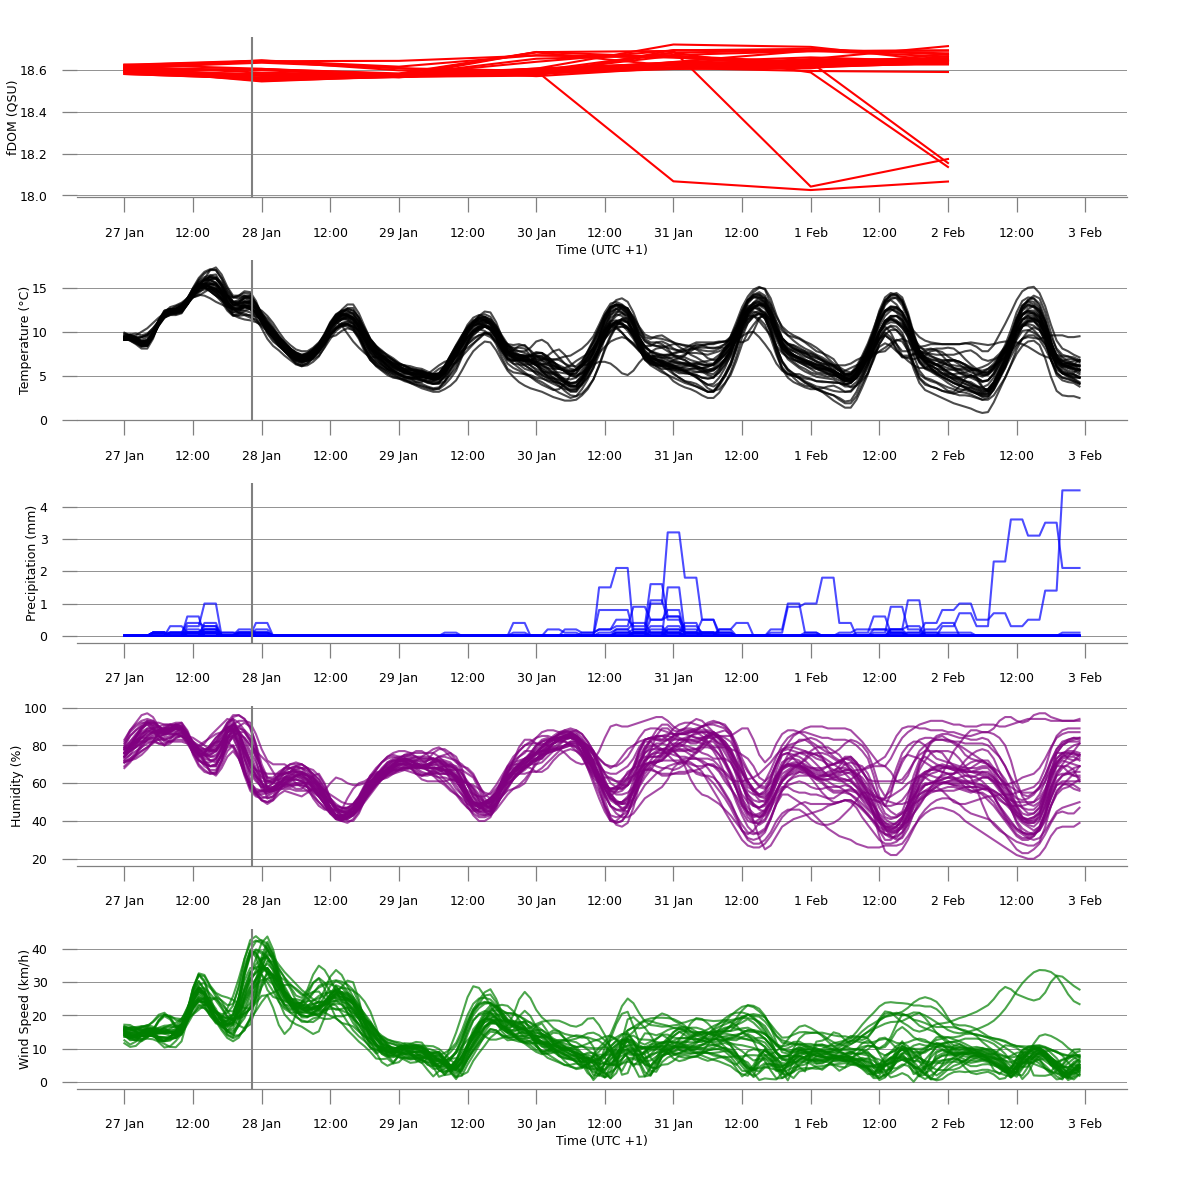 fDOM (QSU)
18.6
18.4
18.2
18.0
27 Jan 12:00 28 Jan 12:00 29 Jan 12:00 30 Jan 12:00 31 Jan 12:00 1 Feb 12:00 2 Feb 12:00 3 Feb
Time (UTC +1)
Temperature (°C)
15
10
5
0
27 Jan 12:00 28 Jan 12:00 29 Jan 12:00 30 Jan 12:00 31 Jan 12:00 1 Feb 12:00 2 Feb 12:00 3 Feb
Precipitation (mm)
4
3
2
1
0
27 Jan 12:00 28 Jan 12:00 29 Jan 12:00 30 Jan 12:00 31 Jan 12:00 1 Feb 12:00 2 Feb 12:00 3 Feb
Humidity (%)
100
80
60
40
20
27 Jan 12:00 28 Jan 12:00 29 Jan 12:00 30 Jan 12:00 31 Jan 12:00 1 Feb 12:00 2 Feb 12:00 3 Feb
Wind Speed (km/h)
40
30
20
10
0
27 Jan 12:00 28 Jan 12:00 29 Jan 12:00 30 Jan 12:00 31 Jan 12:00 1 Feb 12:00 2 Feb 12:00 3 Feb
Time (UTC +1)